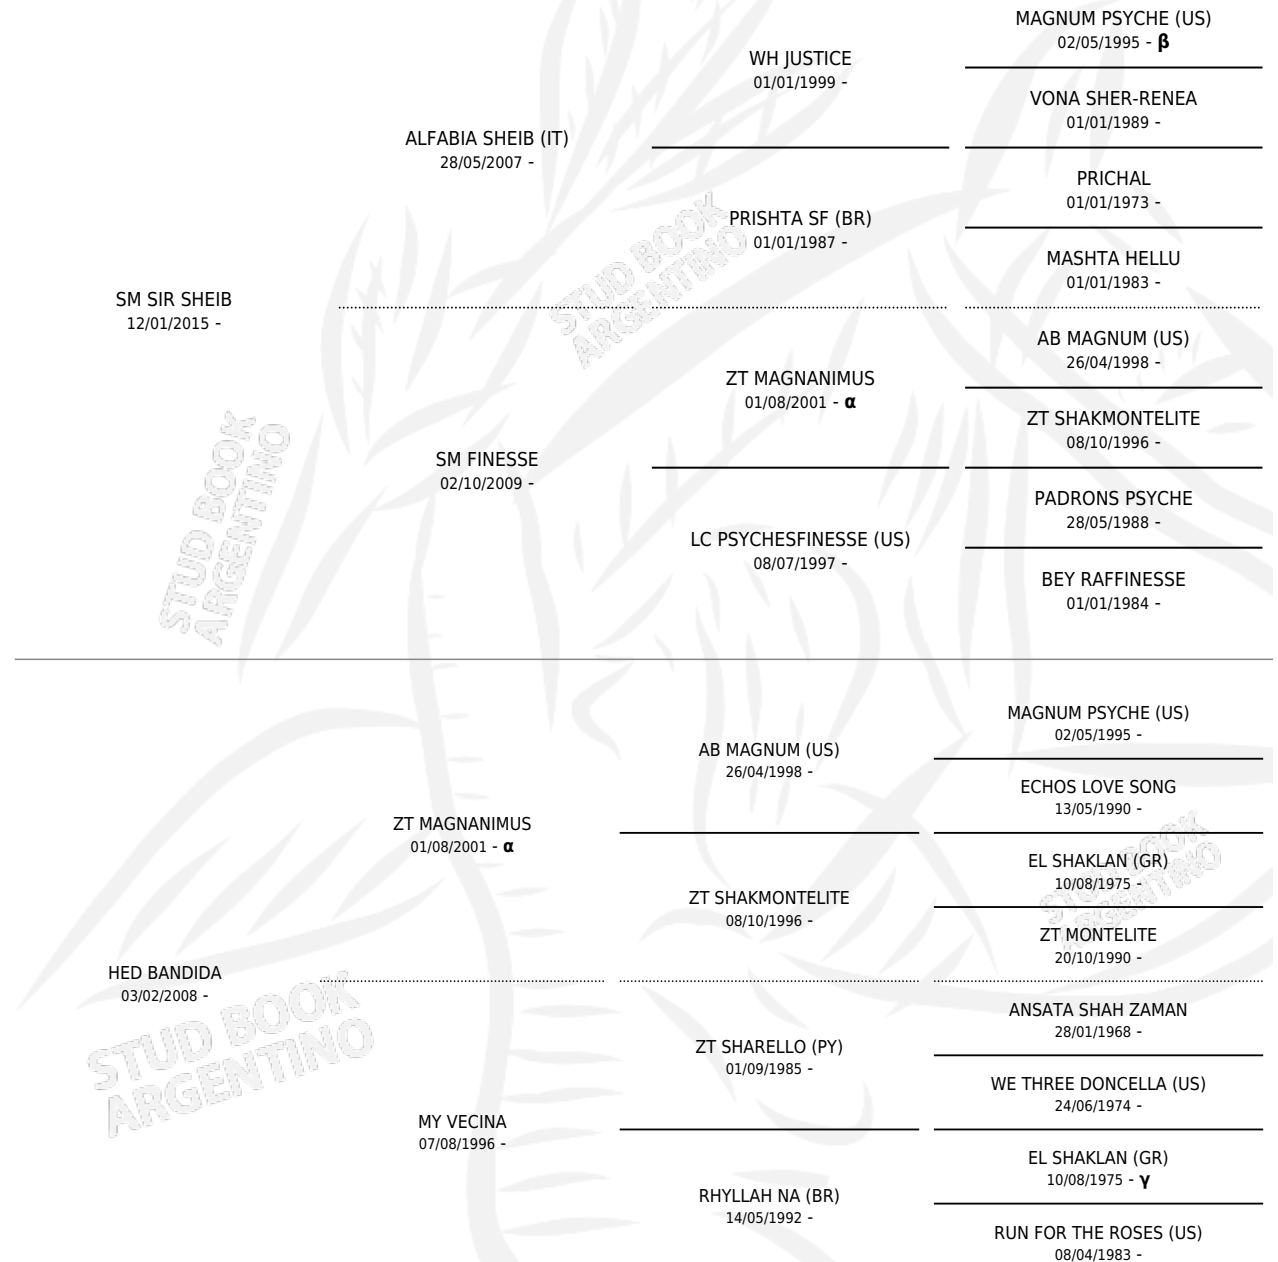 MAGNUM PSYCHE (US)
02/05/1995 - β
WH JUSTICE
01/01/1999 -
VONA SHER-RENEA
01/01/1989 -
ALFABIA SHEIB (IT)
28/05/2007 -
PRICHAL
01/01/1973 -
PRISHTA SF (BR)
01/01/1987 -
MASHTA HELLU
01/01/1983 -
SM SIR SHEIB
12/01/2015 -
AB MAGNUM (US)
26/04/1998 -
ZT MAGNANIMUS
01/08/2001 - α
ZT SHAKMONTELITE
08/10/1996 -
SM FINESSE
02/10/2009 -
PADRONS PSYCHE
28/05/1988 -
LC PSYCHESFINESSE (US)
08/07/1997 -
BEY RAFFINESSE
01/01/1984 -
MAGNUM PSYCHE (US)
02/05/1995 -
AB MAGNUM (US)
26/04/1998 -
ECHOS LOVE SONG
13/05/1990 -
ZT MAGNANIMUS
01/08/2001 - α
EL SHAKLAN (GR)
10/08/1975 -
ZT SHAKMONTELITE
08/10/1996 -
ZT MONTELITE
20/10/1990 -
HED BANDIDA
03/02/2008 -
ANSATA SHAH ZAMAN
28/01/1968 -
ZT SHARELLO (PY)
01/09/1985 -
WE THREE DONCELLA (US)
24/06/1974 -
MY VECINA
07/08/1996 -
EL SHAKLAN (GR)
10/08/1975 - γ
RHYLLAH NA (BR)
14/05/1992 -
RUN FOR THE ROSES (US)
08/04/1983 -
STUD BOOK
ARGENTINO
STUD BOOK
ARGENTINO
STUD BOOK
ARGENTINO
STUD BOOK
ARGENTINO